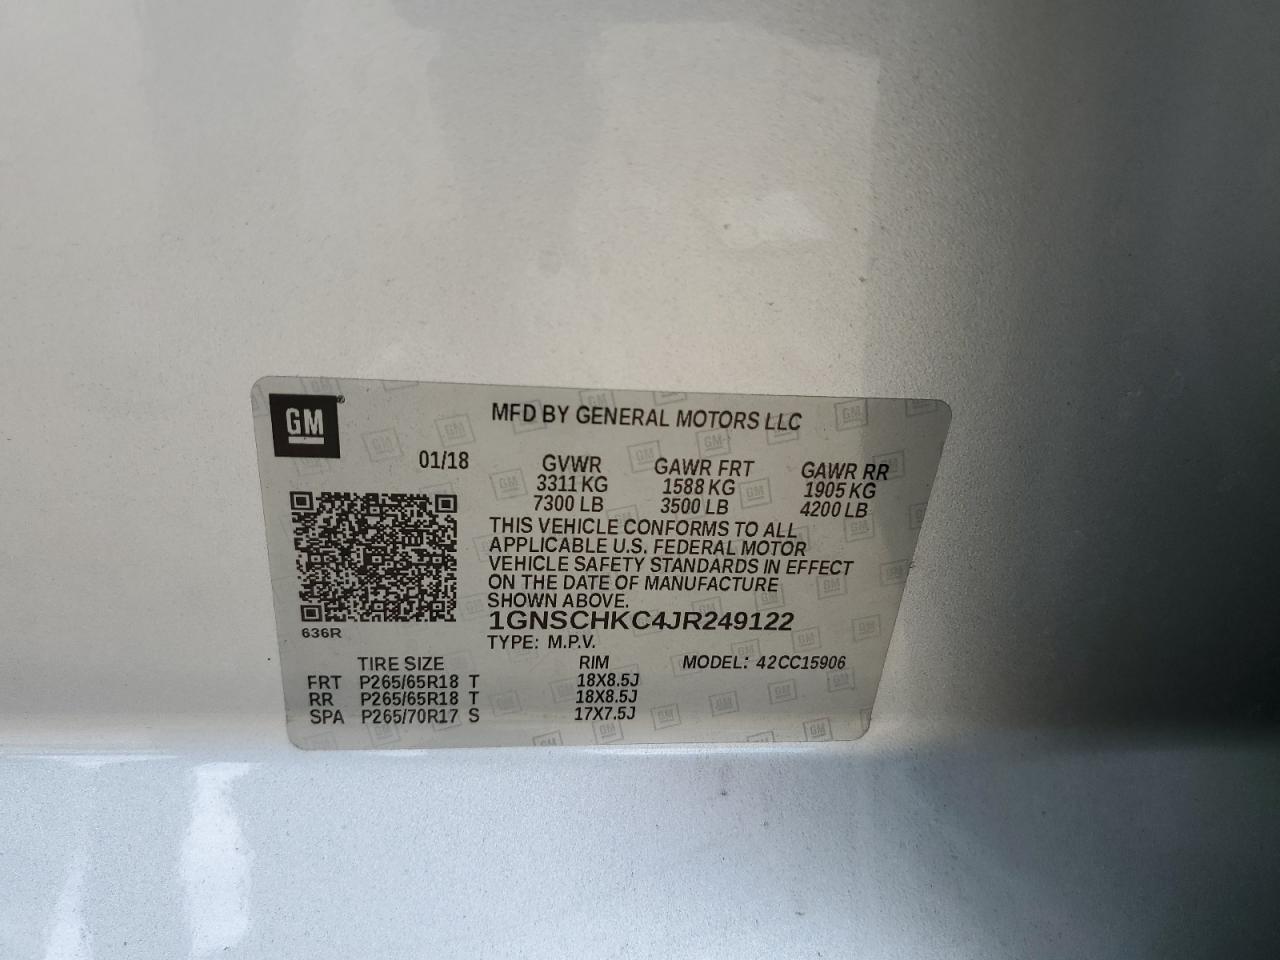 GM
MFD BY GENERAL MOTORS LLC
01/18
GVWR GAWR FRT GAWR RR
3311 KG 1588 KG 1905 KG
7300 LB 3500 LB 4200 LB
THIS VEHICLE CONFORMS TO ALL
APPLICABLE U.S. FEDERAL MOTOR
VEHICLE SAFETY STANDARDS IN EFFECT
ON THE DATE OF MANUFACTURE
SHOWN ABOVE.
1GNSCHKC4JR249122
636R
TYPE: M.P.V.
TIRE SIZE RIM MODEL: 42CC15906
FRT P265/65R18 T 18X8.5J
RR P265/65R18 T 18X8.5J
SPA P265/70R17 S 17X7.5J